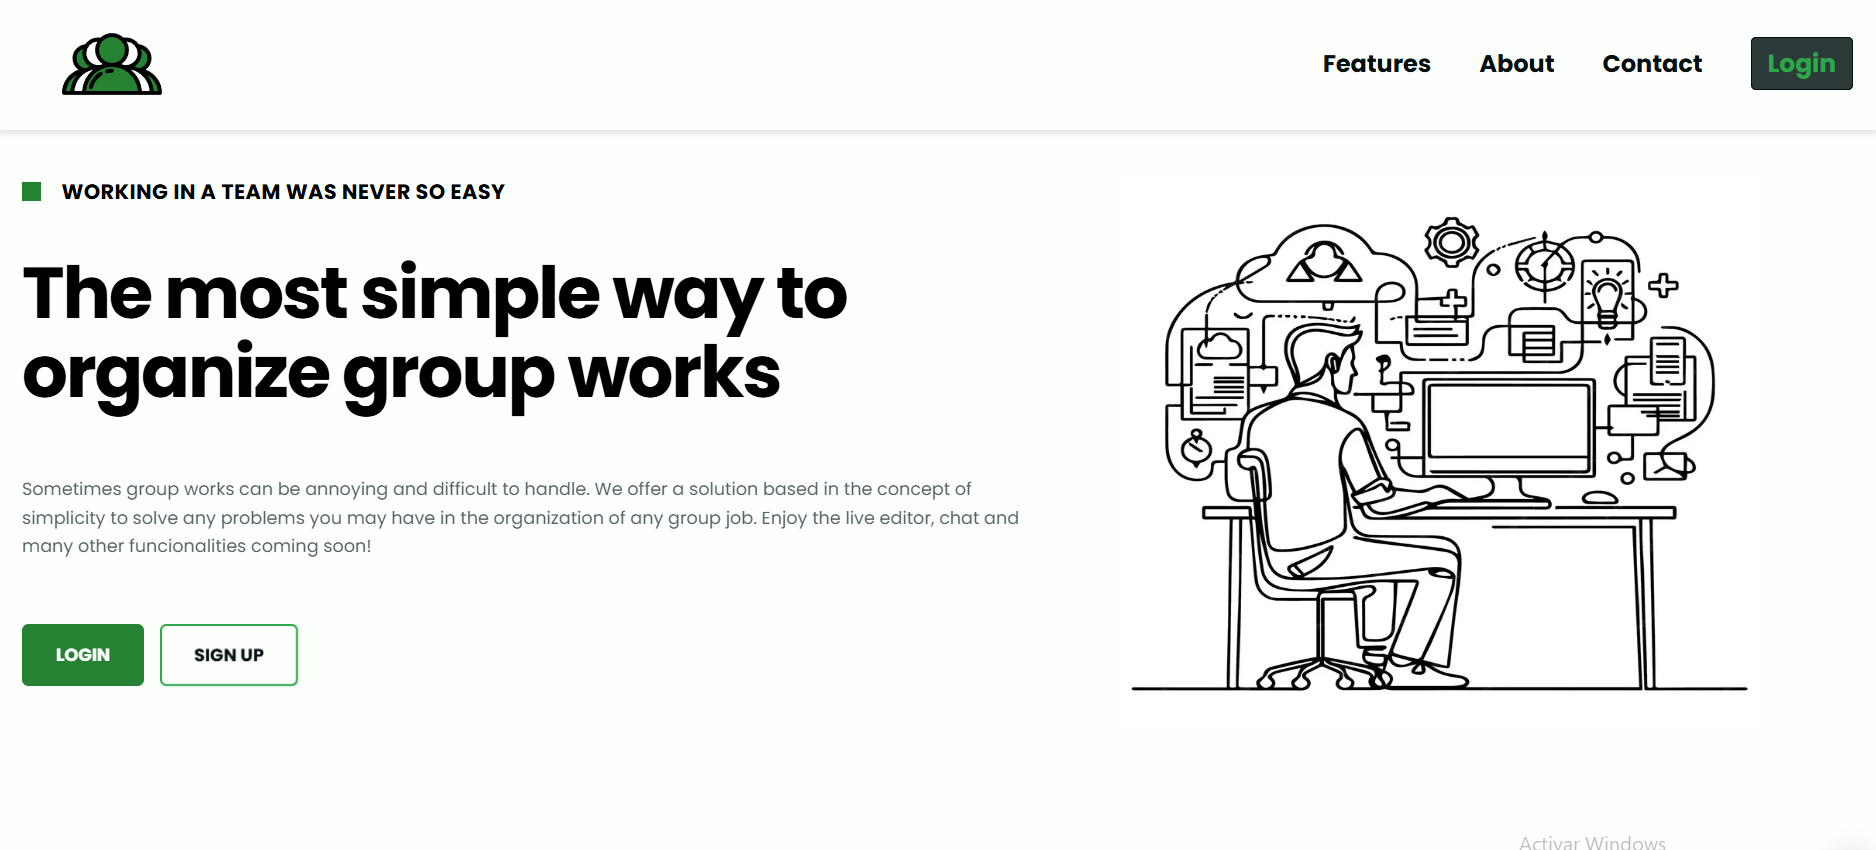 Features About Contact Login
WORKING IN A TEAM WAS NEVER SO EASY
The most simple way to
organize group works
Sometimes group works can be annoying and difficult to handle. We offer a solution based in the concept of
simplicity to solve any problems you may have in the organization of any group job. Enjoy the live editor, chat and
many other funcionalities coming soon!
LOGIN SIGN UP
Activar Windows